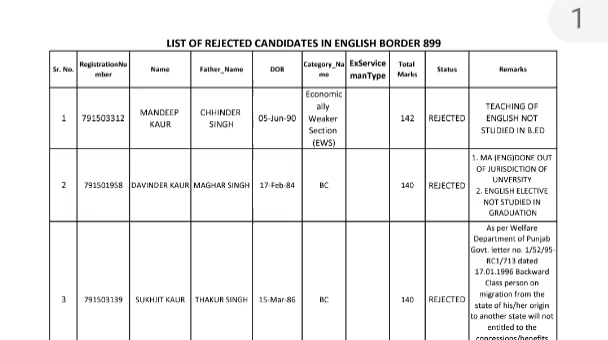 1
LIST OF REJECTED CANDIDATES IN ENGLISH BORDER 899
Sr. No. RegistrationNu Name Father_Name DOB Category_Na ExService Total Status Remarks
mber me manType Marks
1 791503312 MANDEEP KAUR CHHINDER SINGH 05-Jun-90 Economic ally Weaker Section (EWS) 142 REJECTED TEACHING OF ENGLISH NOT STUDIED IN B.ED
2 791501958 DAVINDER KAUR MAGHAR SINGH 17-Feb-84 BC 140 REJECTED 1. MA (ENG)DONE OUT
OF JURISDICTION OF
UNVERSITY
2. ENGLISH ELECTIVE
NOT STUDIED IN
GRADUATION
3 791503139 SUKHJIT KAUR THAKUR SINGH 15-Mar-86 BC 140 REJECTED As per Welfare
Department of Punjab
Govt. letter no. 1/52/95-
RC1/713 dated
17.01.1996 Backward
Class person on
migration from the
state of his/her origin
to another state will not
entitled to the
concessions/benefits